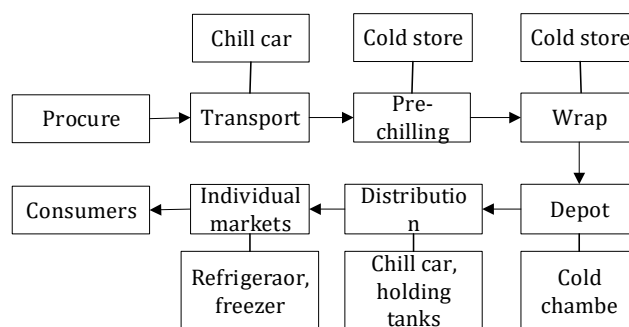 Chill car
Cold store
Cold store
Procure
Transport
Pre-
chilling
Wrap
Consumers
Individual
markets
Distributio
n
Depot
Refrigeraor,
freezer
Chill car,
holding
tanks
Cold
chambe